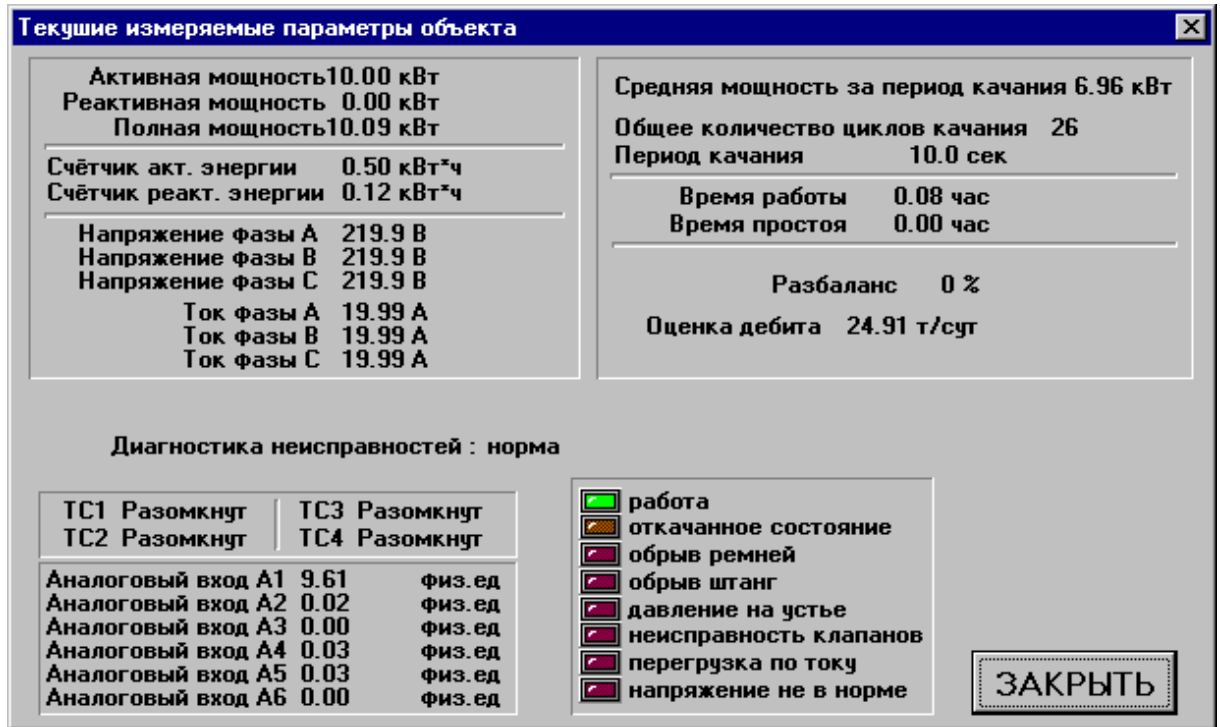 Текушие измеряемые параметры объекта
Активная мощность10.00 кВт
Реактивная мощность 0.00 кВт
Полная мощность10.09 кВт
Счётчик акт. энергии 0.50 кВт*ч
Счётчик реакт. энергии 0.12 кВт*ч
Напряжение фазы A 219.9 В
Напряжение фазы B 219.9 В
Напряжение фазы C 219.9 В
Ток фазы A 19.99 A
Ток фазы B 19.99 A
Ток фазы C 19.99 A
Средняя мощность за период качания 6.96 кВт
Общее количество циклов качания 26
Период качания 10.0 сек
Время работы 0.08 час
Время простоя 0.00 час
Разбаланс 0 %
Оценка дебита 24.91 т/сут
Диагностика неисправностей : норма
ТС1 Разомкнут ТС3 Разомкнут
ТС2 Разомкнут ТС4 Разомкнут
Аналоговый вход А1 9.61 физ.ед
Аналоговый вход А2 0.02 физ.ед
Аналоговый вход А3 0.00 физ.ед
Аналоговый вход А4 0.03 физ.ед
Аналоговый вход А5 0.03 физ.ед
Аналоговый вход А6 0.00 физ.ед
работа
откачанное состояние
обрыв ремней
обрыв штанг
давление на устье
неисправность клапанов
перегрузка по току
напряжение не в норме
ЗАКРЫТЬ